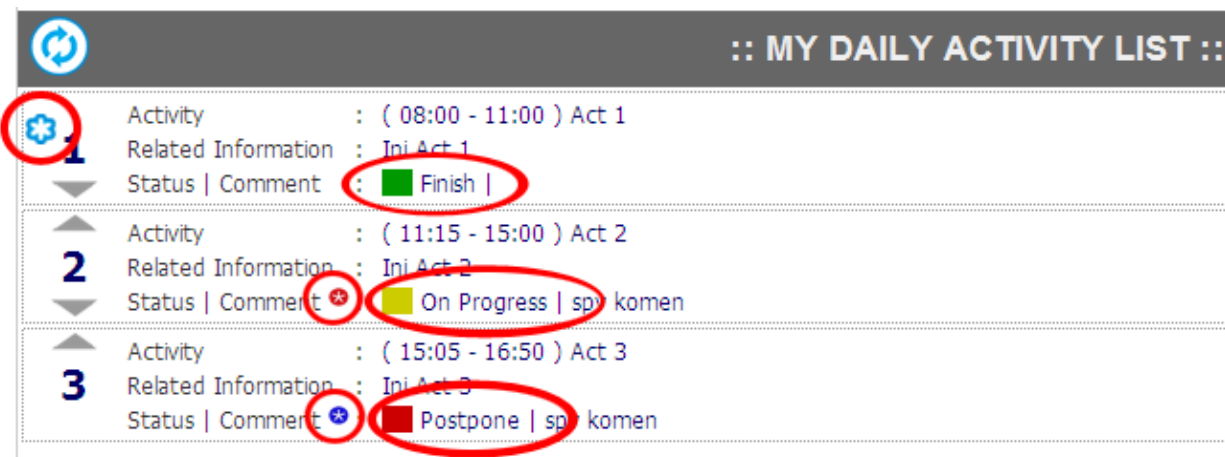 :: MY DAILY ACTIVITY LIST ::
1
Activity : ( 08:00 - 11:00 ) Act 1
Related Information : Ini Act 1
Status | Comment : Finish |
2
Activity : ( 11:15 - 15:00 ) Act 2
Related Information : Ini Act 2
Status | Comment : On Progress | spy komen
3
Activity : ( 15:05 - 16:50 ) Act 3
Related Information : Ini Act 3
Status | Comment : Postpone | spy komen